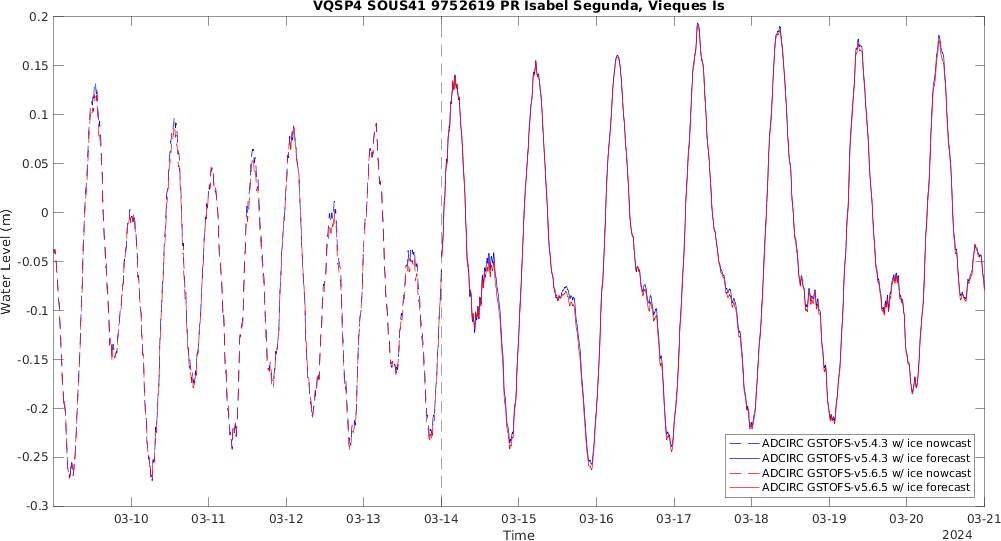 VQSP4 SOUS41 9752619 PR Isabel Segunda, Vieques Is
0.2
0.15
0.1
0.05
0
-0.05
-0.1
-0.15
-0.2
-0.25
-0.3
Water Level (m)
ADCIRC GSTOFS-v5.4.3 w/ ice nowcast
ADCIRC GSTOFS-v5.4.3 w/ ice forecast
ADCIRC GSTOFS-v5.6.5 w/ ice nowcast
ADCIRC GSTOFS-v5.6.5 w/ ice forecast
03-10 03-11 03-12 03-13 03-14 03-15 03-16 03-17 03-18 03-19 03-20 03-21
Time
2024